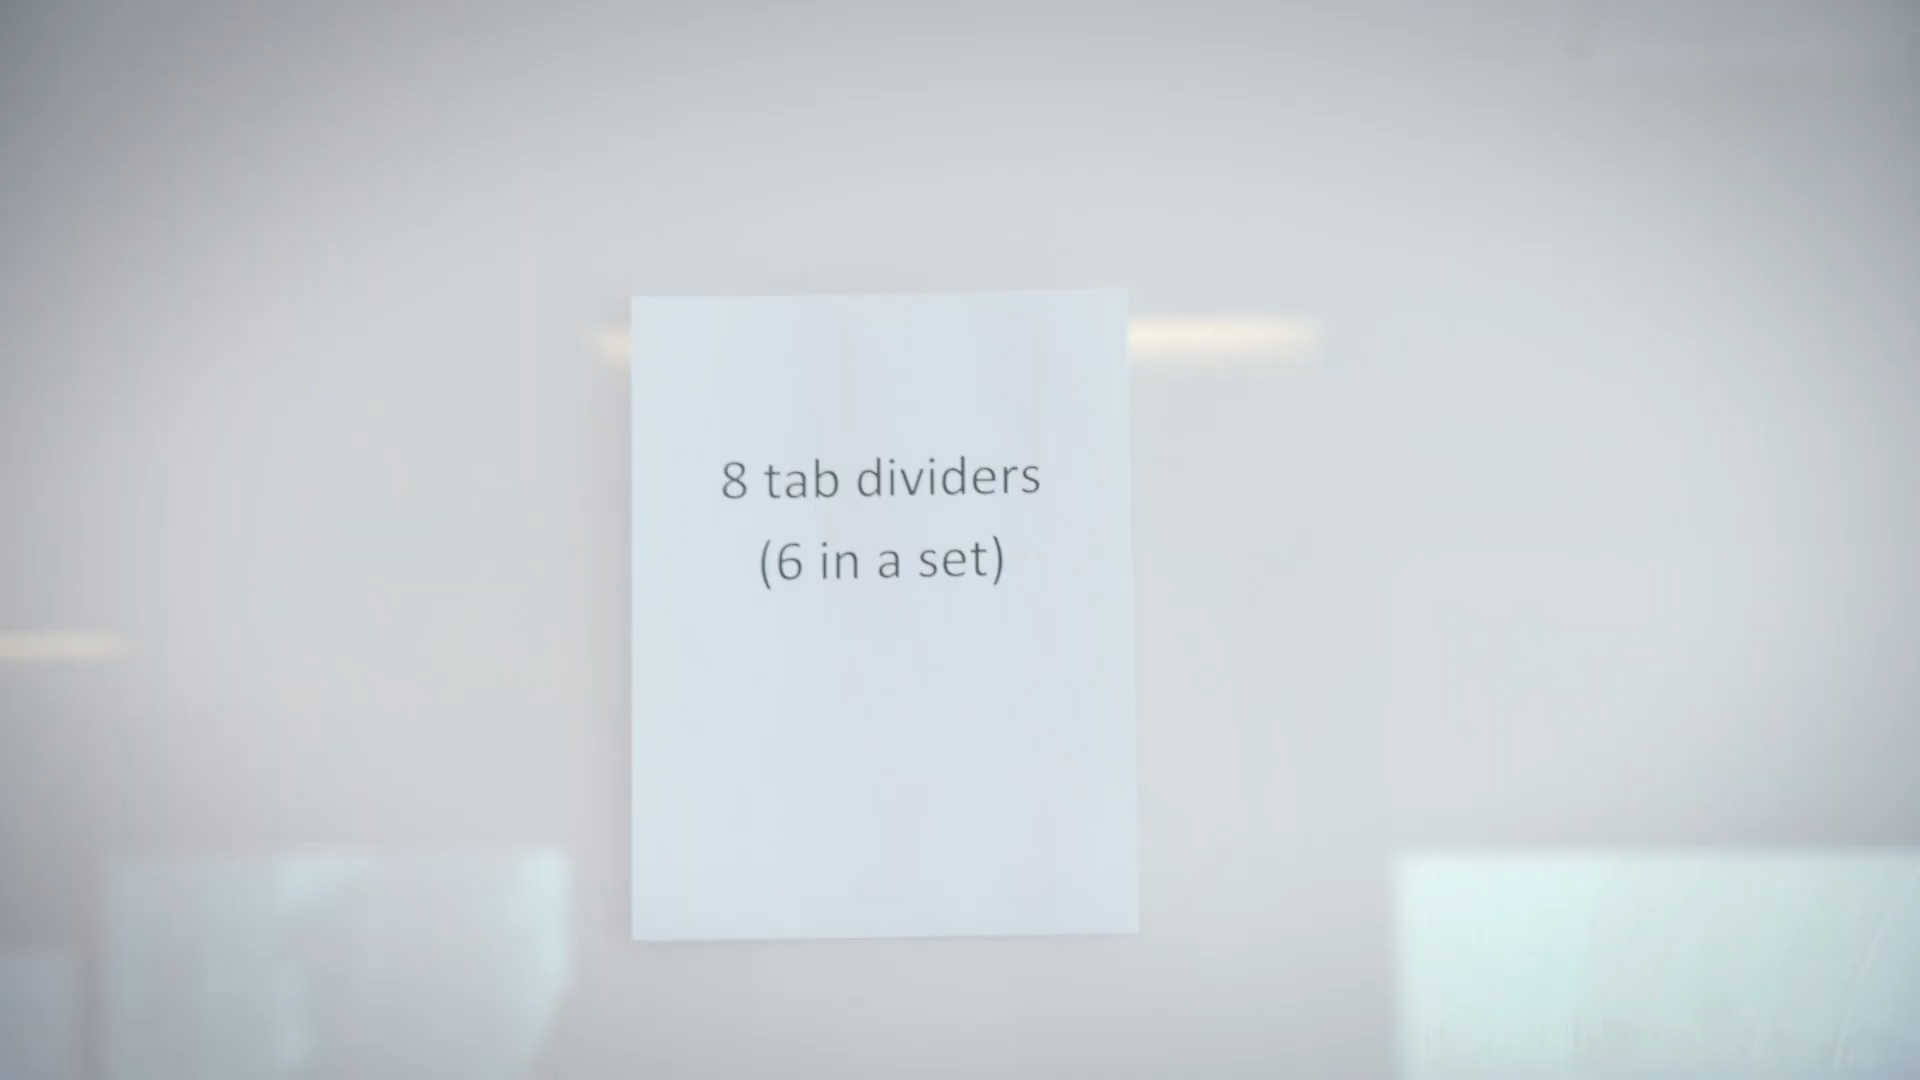 8 tab dividers
(6 in a set)